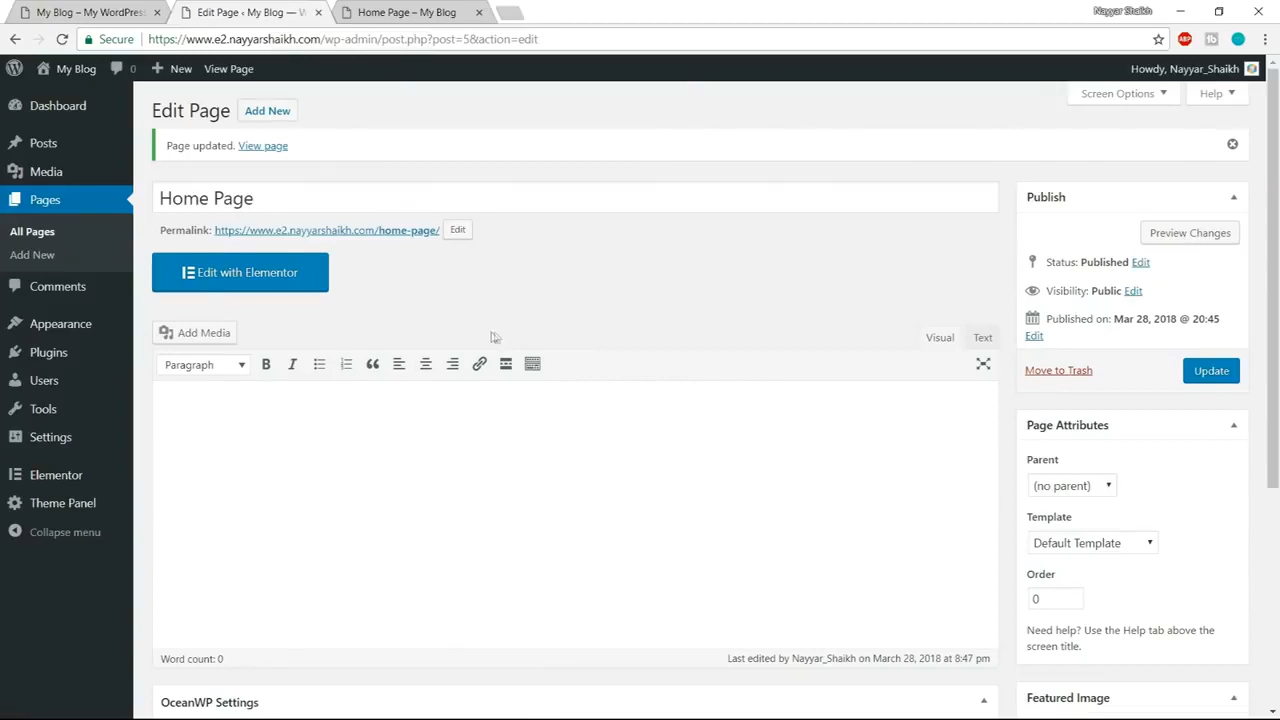 My Blog – My WordPress
Edit Page ‹ My Blog — W
Home Page – My Blog
Nayyar Shaikh
Secure
https://www.e2.nayyarshaikh.com/wp-admin/post.php?post=5&action=edit
ABP
tb
My Blog
0
New
View Page
Howdy, Nayyar_Shaikh
Dashboard
Posts
Media
Pages
All Pages
Add New
Comments
Appearance
Plugins
Users
Tools
Settings
Elementor
Theme Panel
Collapse menu
Screen Options
Help
Edit Page
Add New
Page updated. View page
Home Page
Permalink: https://www.e2.nayyarshaikh.com/home-page/ Edit
Edit with Elementor
Add Media
Visual
Text
Paragraph
B
I
Word count: 0
Last edited by Nayyar_Shaikh on March 28, 2018 at 8:47 pm
OceanWP Settings
Publish
Preview Changes
Status: Published Edit
Visibility: Public Edit
Published on: Mar 28, 2018 @ 20:45
Edit
Move to Trash
Update
Page Attributes
Parent
(no parent)
Template
Default Template
Order
0
Need help? Use the Help tab above the
screen title.
Featured Image